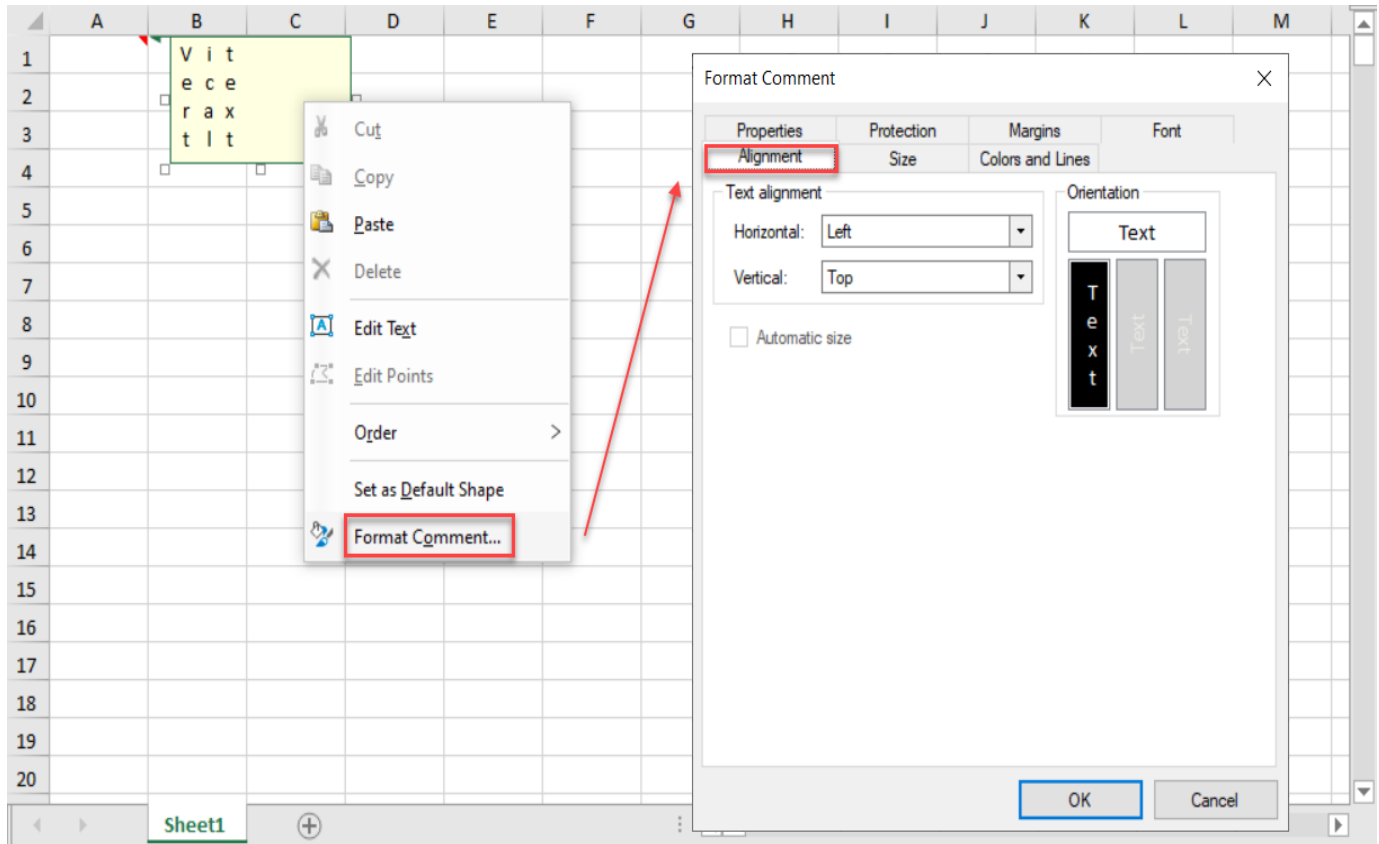 A B C D E F G H I J K L M
1
2
3
4
5
6
7
8
9
10
11
12
13
14
15
16
17
18
19
20
V i t
e c e
r a x
t l t
Cut
Copy
Paste
Delete
Edit Text
Edit Points
Order
Set as Default Shape
Format Comment...
Format Comment
Properties Protection Margins Font
Alignment Size Colors and Lines
Text alignment
Horizontal: Left
Vertical: Top
Automatic size
Orientation
Text
Text
Text
Text
OK Cancel
Sheet1